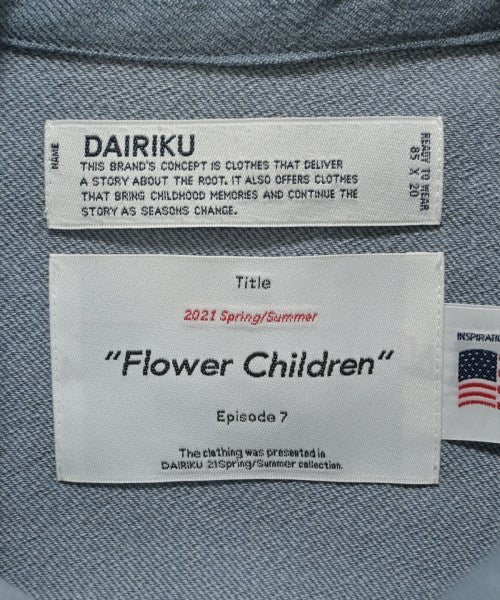 NAME
DAIRIKU
THIS BRAND'S CONCEPT IS CLOTHES THAT DELIVER
A STORY ABOUT THE ROOT. IT ALSO OFFERS CLOTHES
THAT BRING CHILDHOOD MEMORIES AND CONTINUE THE
STORY AS SEASONS CHANGE.
READY TO WEAR
85 X 20
Title
2021 Spring/Summer
"Flower Children"
Episode 7
The clothing was presented in
DAIRIKU 21Spring/Summer collection.